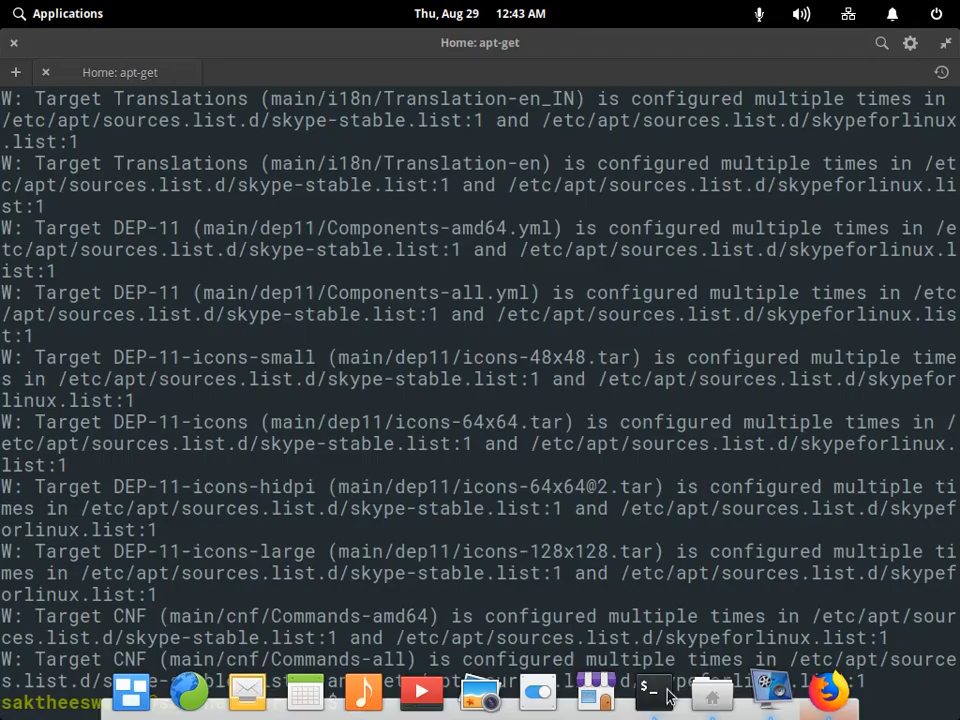 Applications
Thu, Aug 29 12:43 AM
Home: apt-get
Home: apt-get
W: Target Translations (main/i18n/Translation-en_IN) is configured multiple times in
/etc/apt/sources.list.d/skype-stable.list:1 and /etc/apt/sources.list.d/skypeforlinux
.list:1
W: Target Translations (main/i18n/Translation-en) is configured multiple times in /et
c/apt/sources.list.d/skype-stable.list:1 and /etc/apt/sources.list.d/skypeforlinux.li
st:1
W: Target DEP-11 (main/dep11/Components-amd64.yml) is configured multiple times in /e
tc/apt/sources.list.d/skype-stable.list:1 and /etc/apt/sources.list.d/skypeforlinux.l
ist:1
W: Target DEP-11 (main/dep11/Components-all.yml) is configured multiple times in /etc
/apt/sources.list.d/skype-stable.list:1 and /etc/apt/sources.list.d/skypeforlinux.lis
t:1
W: Target DEP-11-icons-small (main/dep11/icons-48x48.tar) is configured multiple time
s in /etc/apt/sources.list.d/skype-stable.list:1 and /etc/apt/sources.list.d/skypefor
linux.list:1
W: Target DEP-11-icons (main/dep11/icons-64x64.tar) is configured multiple times in /
etc/apt/sources.list.d/skype-stable.list:1 and /etc/apt/sources.list.d/skypeforlinux.
list:1
W: Target DEP-11-icons-hidpi (main/dep11/icons-64x64@2.tar) is configured multiple ti
mes in /etc/apt/sources.list.d/skype-stable.list:1 and /etc/apt/sources.list.d/skypef
orlinux.list:1
W: Target DEP-11-icons-large (main/dep11/icons-128x128.tar) is configured multiple ti
mes in /etc/apt/sources.list.d/skype-stable.list:1 and /etc/apt/sources.list.d/skypef
orlinux.list:1
W: Target CNF (main/cnf/Commands-amd64) is configured multiple times in /etc/apt/sour
ces.list.d/skype-stable.list:1 and /etc/apt/sources.list.d/skypeforlinux.list:1
W: Target CNF (main/cnf/Commands-all) is configured multiple times in /etc/apt/source
saktheesw